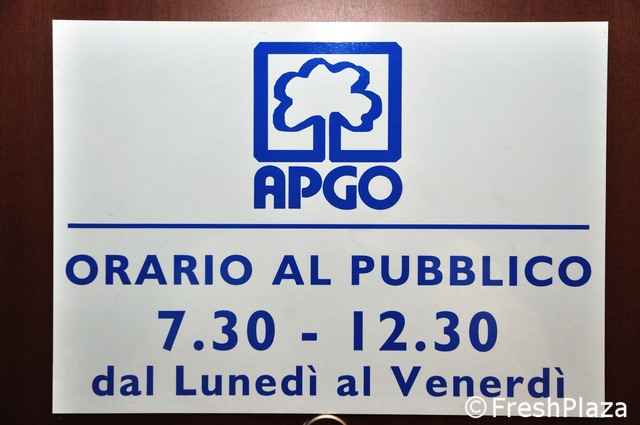 APGO
ORARIO AL PUBBLICO
7.30 - 12.30
dal Lunedì al Venerdì
©FreshPlaza